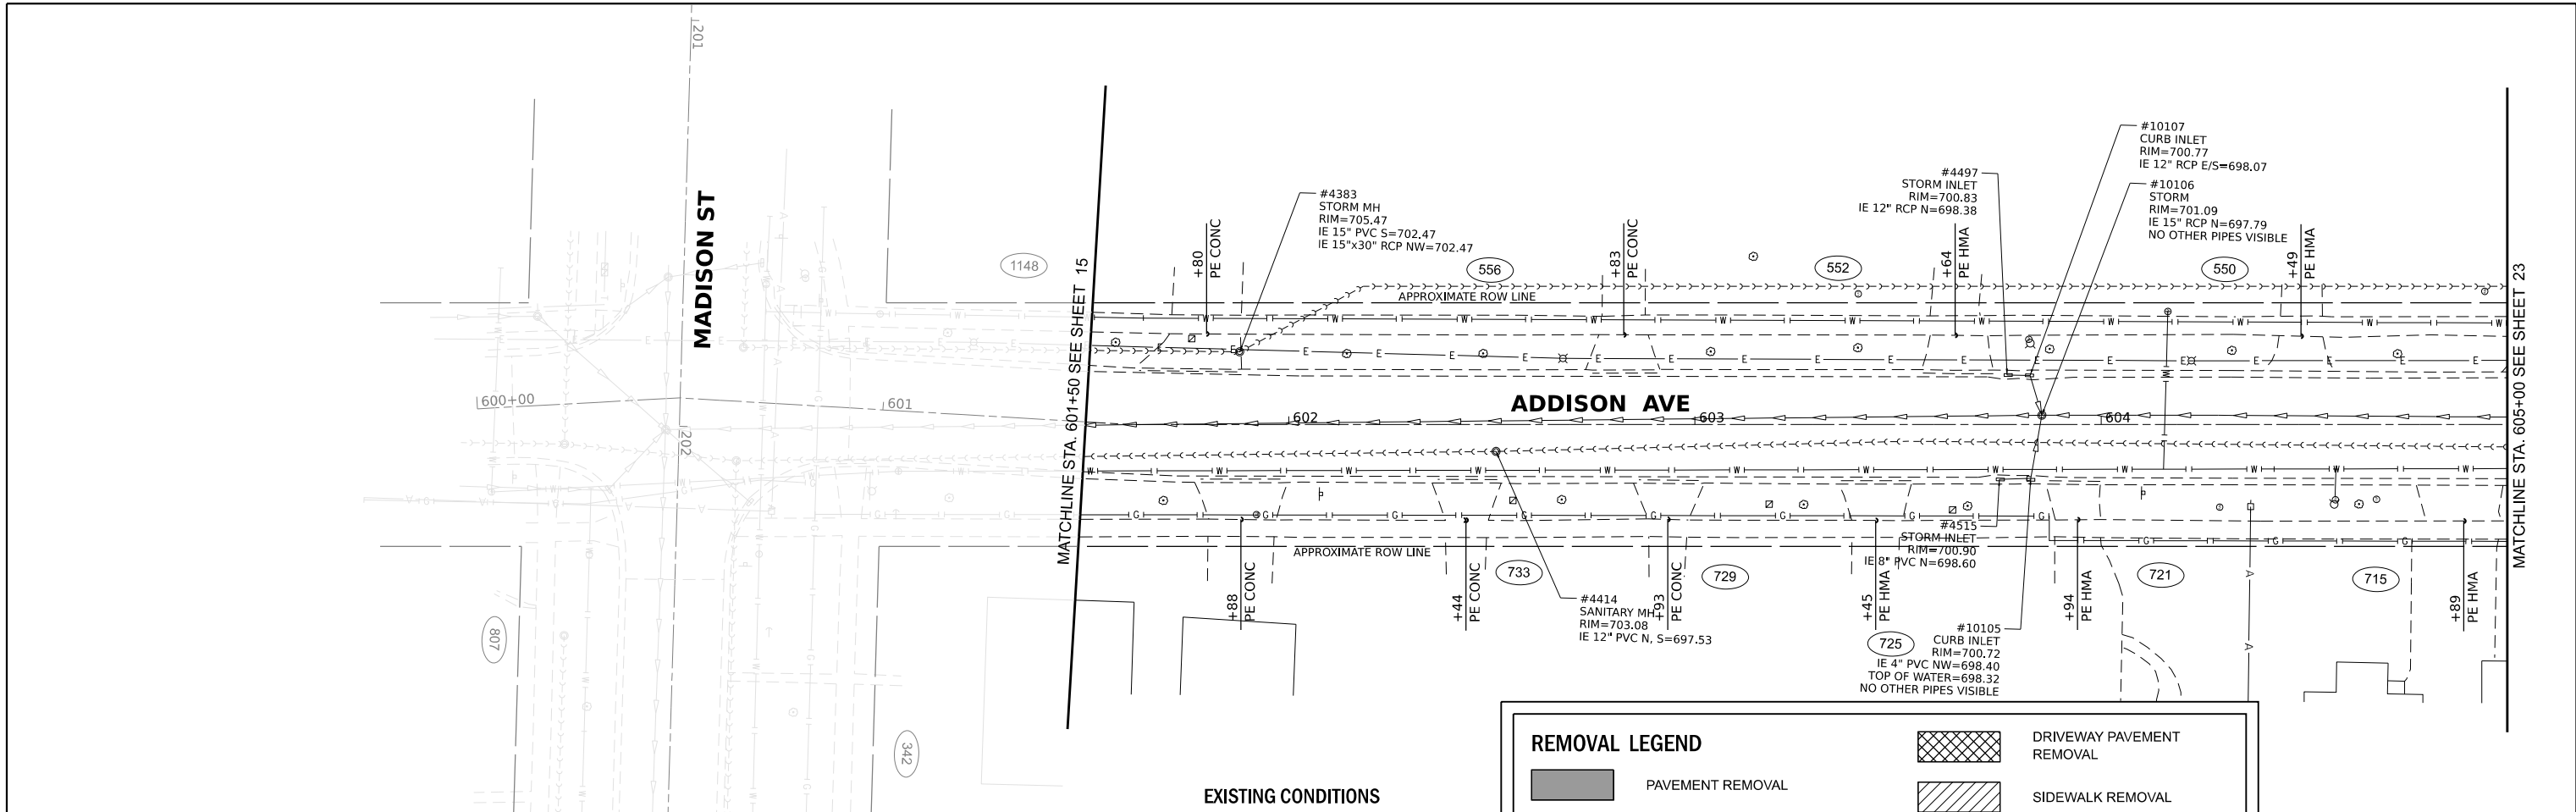 201
MADISON ST
1148
MATCHLINE STA. 601+50 SEE SHEET 15
+80
PE CONC
#4383
STORM MH
RIM=705.47
IE 15" PVC S=702.47
IE 15"x30" RCP NW=702.47
556
APPROXIMATE ROW LINE
+83
PE CONC
552
#4497
STORM INLET
RIM=700.83
IE 12" RCP N=698.38
+64
PE HMA
#10107
CURB INLET
RIM=700.77
IE 12" RCP E/S=698.07
#10106
STORM
RIM=701.09
IE 15" RCP N=697.79
NO OTHER PIPES VISIBLE
550
+49
PE HMA
MATCHLINE STA. 605+00 SEE SHEET 23
600+00
601
602
ADDISON AVE
603
604
202
APPROXIMATE ROW LINE
+88
PE CONC
+44
PE CONC
733
#4414
SANITARY MH
RIM=703.08
IE 12" PVC N, S=697.53
+93
PE CONC
729
+45
PE HMA
725
#4515
STORM INLET
RIM=700.90
IE 8" PVC N=698.60
#10105
CURB INLET
RIM=700.72
IE 4" PVC NW=698.40
TOP OF WATER=698.32
NO OTHER PIPES VISIBLE
+94
PE HMA
721
715
+89
PE HMA
807
342
EXISTING CONDITIONS
REMOVAL LEGEND
PAVEMENT REMOVAL
DRIVEWAY PAVEMENT
REMOVAL
SIDEWALK REMOVAL